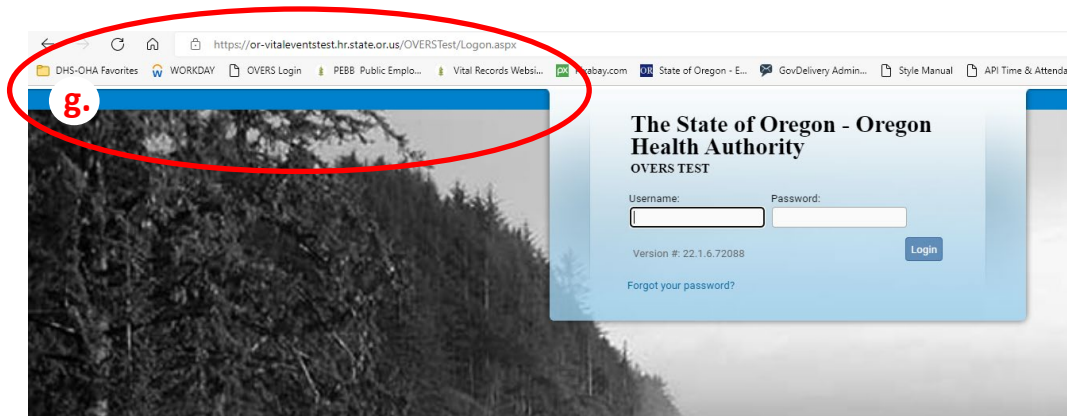 https://or-vitaleventstest.hr.state.or.us/OVERSTest/Logon.aspx
DHS-OHA Favorites WORKDAY OVERS Login PEBB Public Emplo... Vital Records Websi... State of Oregon - E... GovDelivery Admin... Style Manual API Time & Attenda
g.
The State of Oregon - Oregon
Health Authority
OVERS TEST
Username: Password:
Version #: 22.1.6.72088 Login
Forgot your password?